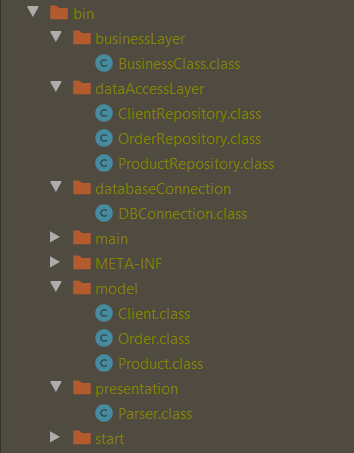 bin
businessLayer
BusinessClass.class
dataAccessLayer
ClientRepository.class
OrderRepository.class
ProductRepository.class
databaseConnection
DBConnection.class
main
META-INF
model
Client.class
Order.class
Product.class
presentation
Parser.class
start